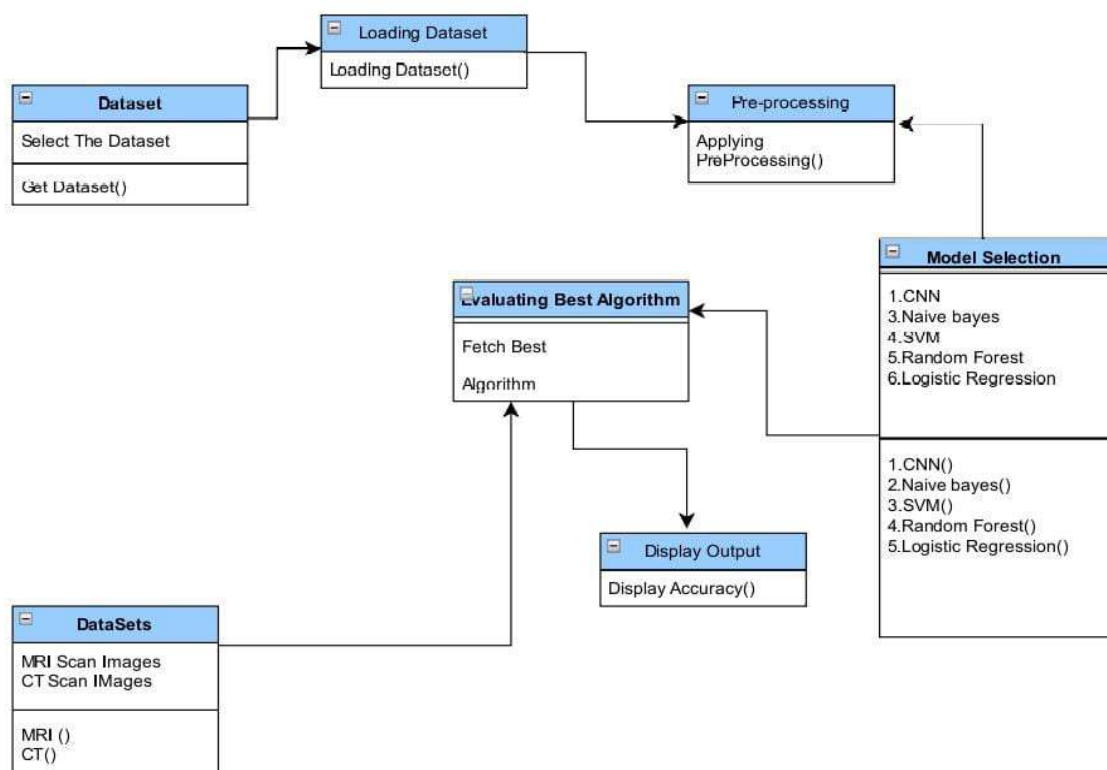 Loading Dataset
Loading Dataset()
Dataset
Select The Dataset
Get Dataset()
Pre-processing
Applying
PreProcessing()
Model Selection
1.CNN
3.Naive bayes
4.SVM
5.Random Forest
6.Logistic Regression
1.CNN()
2.Naive bayes()
3.SVM()
4.Random Forest()
5.Logistic Regression()
Evaluating Best Algorithm
Fetch Best
Algorithm
Display Output
Display Accuracy()
DataSets
MRI Scan Images
CT Scan IMages
MRI ()
CT()